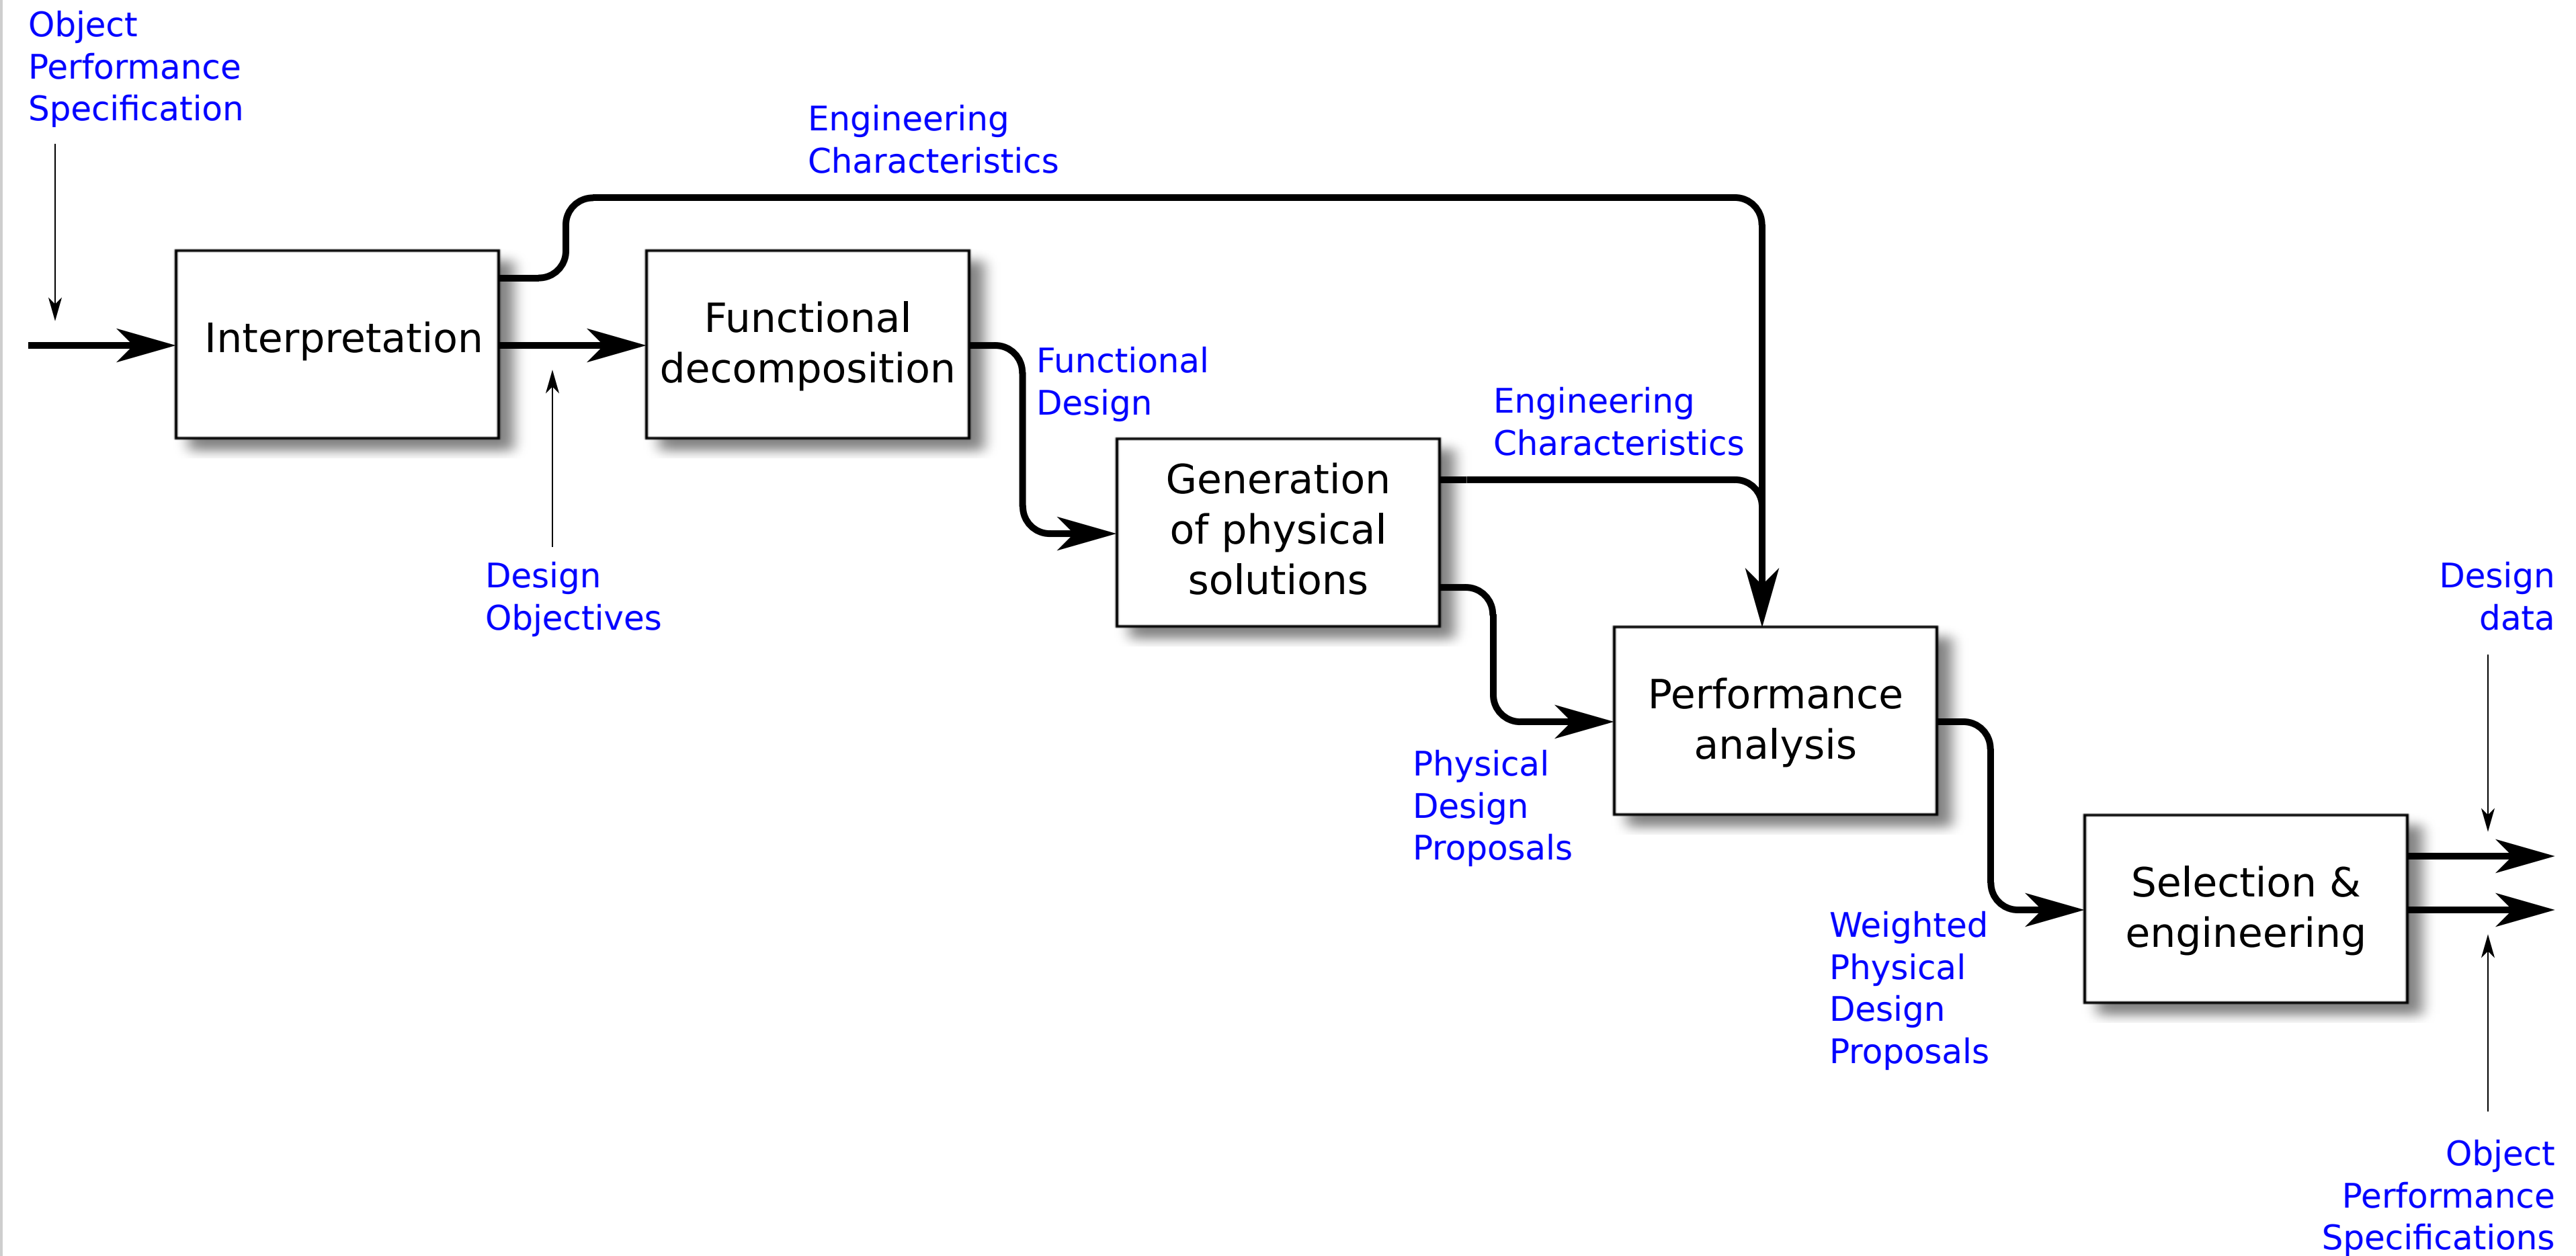 Object
Performance
Specification
Engineering
Characteristics
Interpretation
Functional
decomposition
Functional
Design
Engineering
Characteristics
Generation
of physical
solutions
Design
Objectives
Design
data
Performance
analysis
Physical
Design
Proposals
Selection &
engineering
Weighted
Physical
Design
Proposals
Object
Performance
Specifications